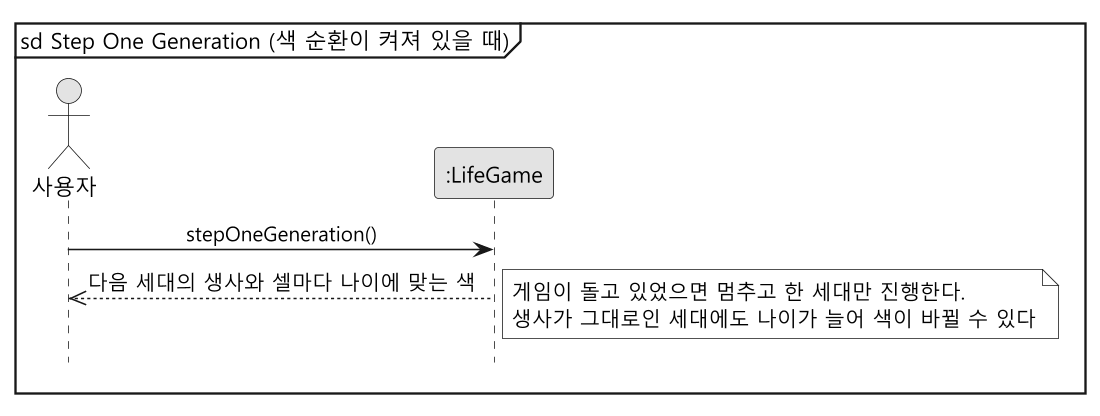 sd Step One Generation (색 순환이 켜져 있을 때)
사용자
:LifeGame
stepOneGeneration()
다음 세대의 생사와 셀마다 나이에 맞는 색
게임이 돌고 있었으면 멈추고 한 세대만 진행한다.
생사가 그대로인 세대에도 나이가 늘어 색이 바뀔 수 있다